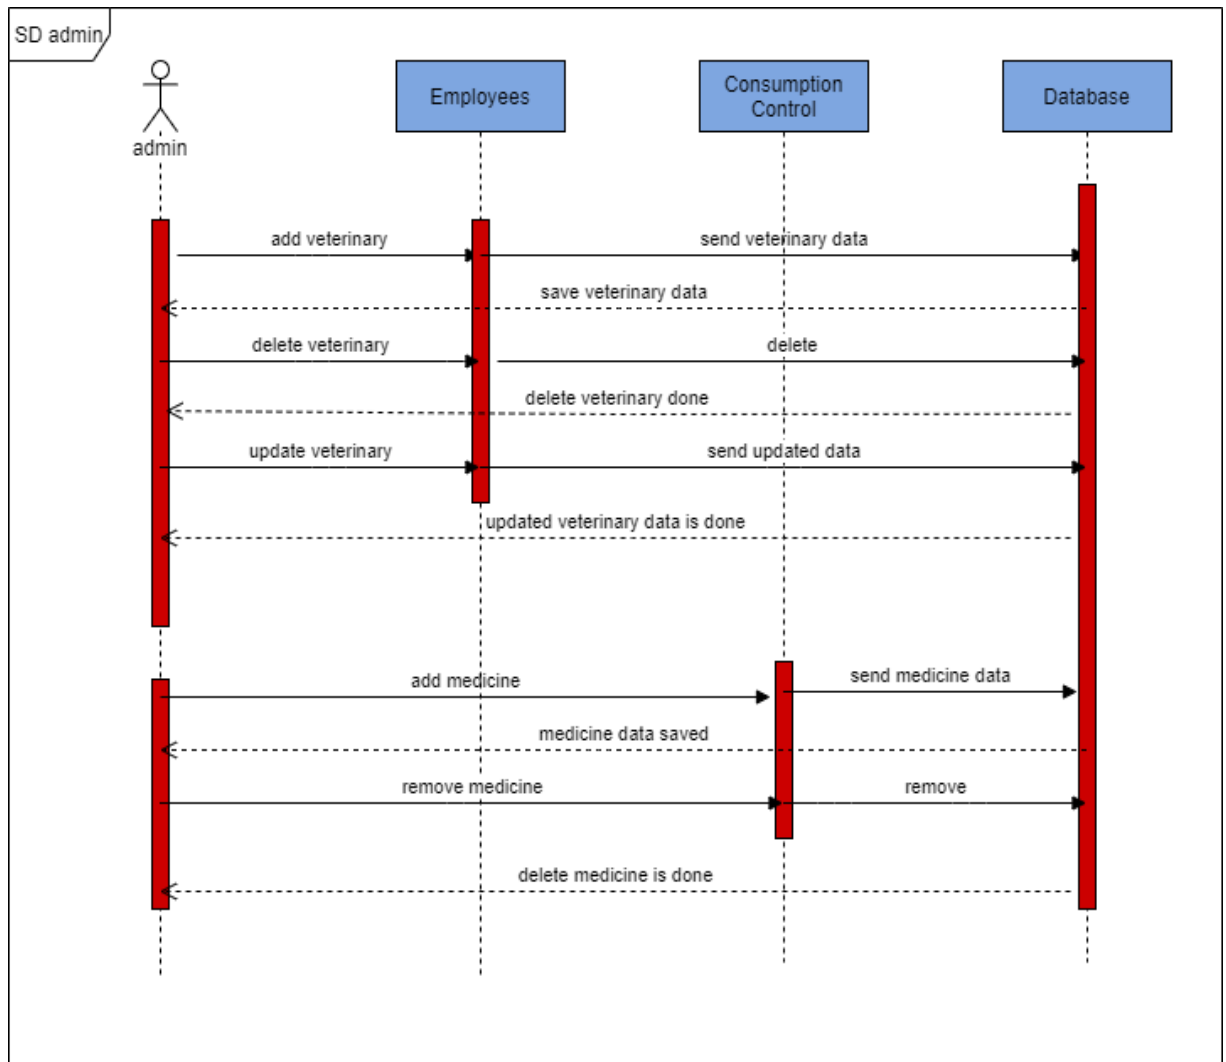 SD admin
admin
Employees
Consumption
Control
Database
add veterinary
send veterinary data
save veterinary data
delete veterinary
delete
delete veterinary done
update veterinary
send updated data
updated veterinary data is done
add medicine
send medicine data
medicine data saved
remove medicine
remove
delete medicine is done